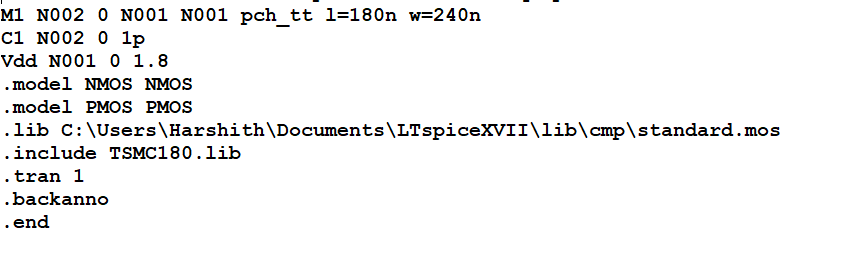 M1 N002 0 N001 N001 pch_tt l=180n w=240n
C1 N002 0 1p
Vdd N001 0 1.8
.model NMOS NMOS
.model PMOS PMOS
.lib C:\Users\Harshith\Documents\LTspiceXVII\lib\cmp\standard.mos
.include TSMC180.lib
.tran 1
.backanno
.end